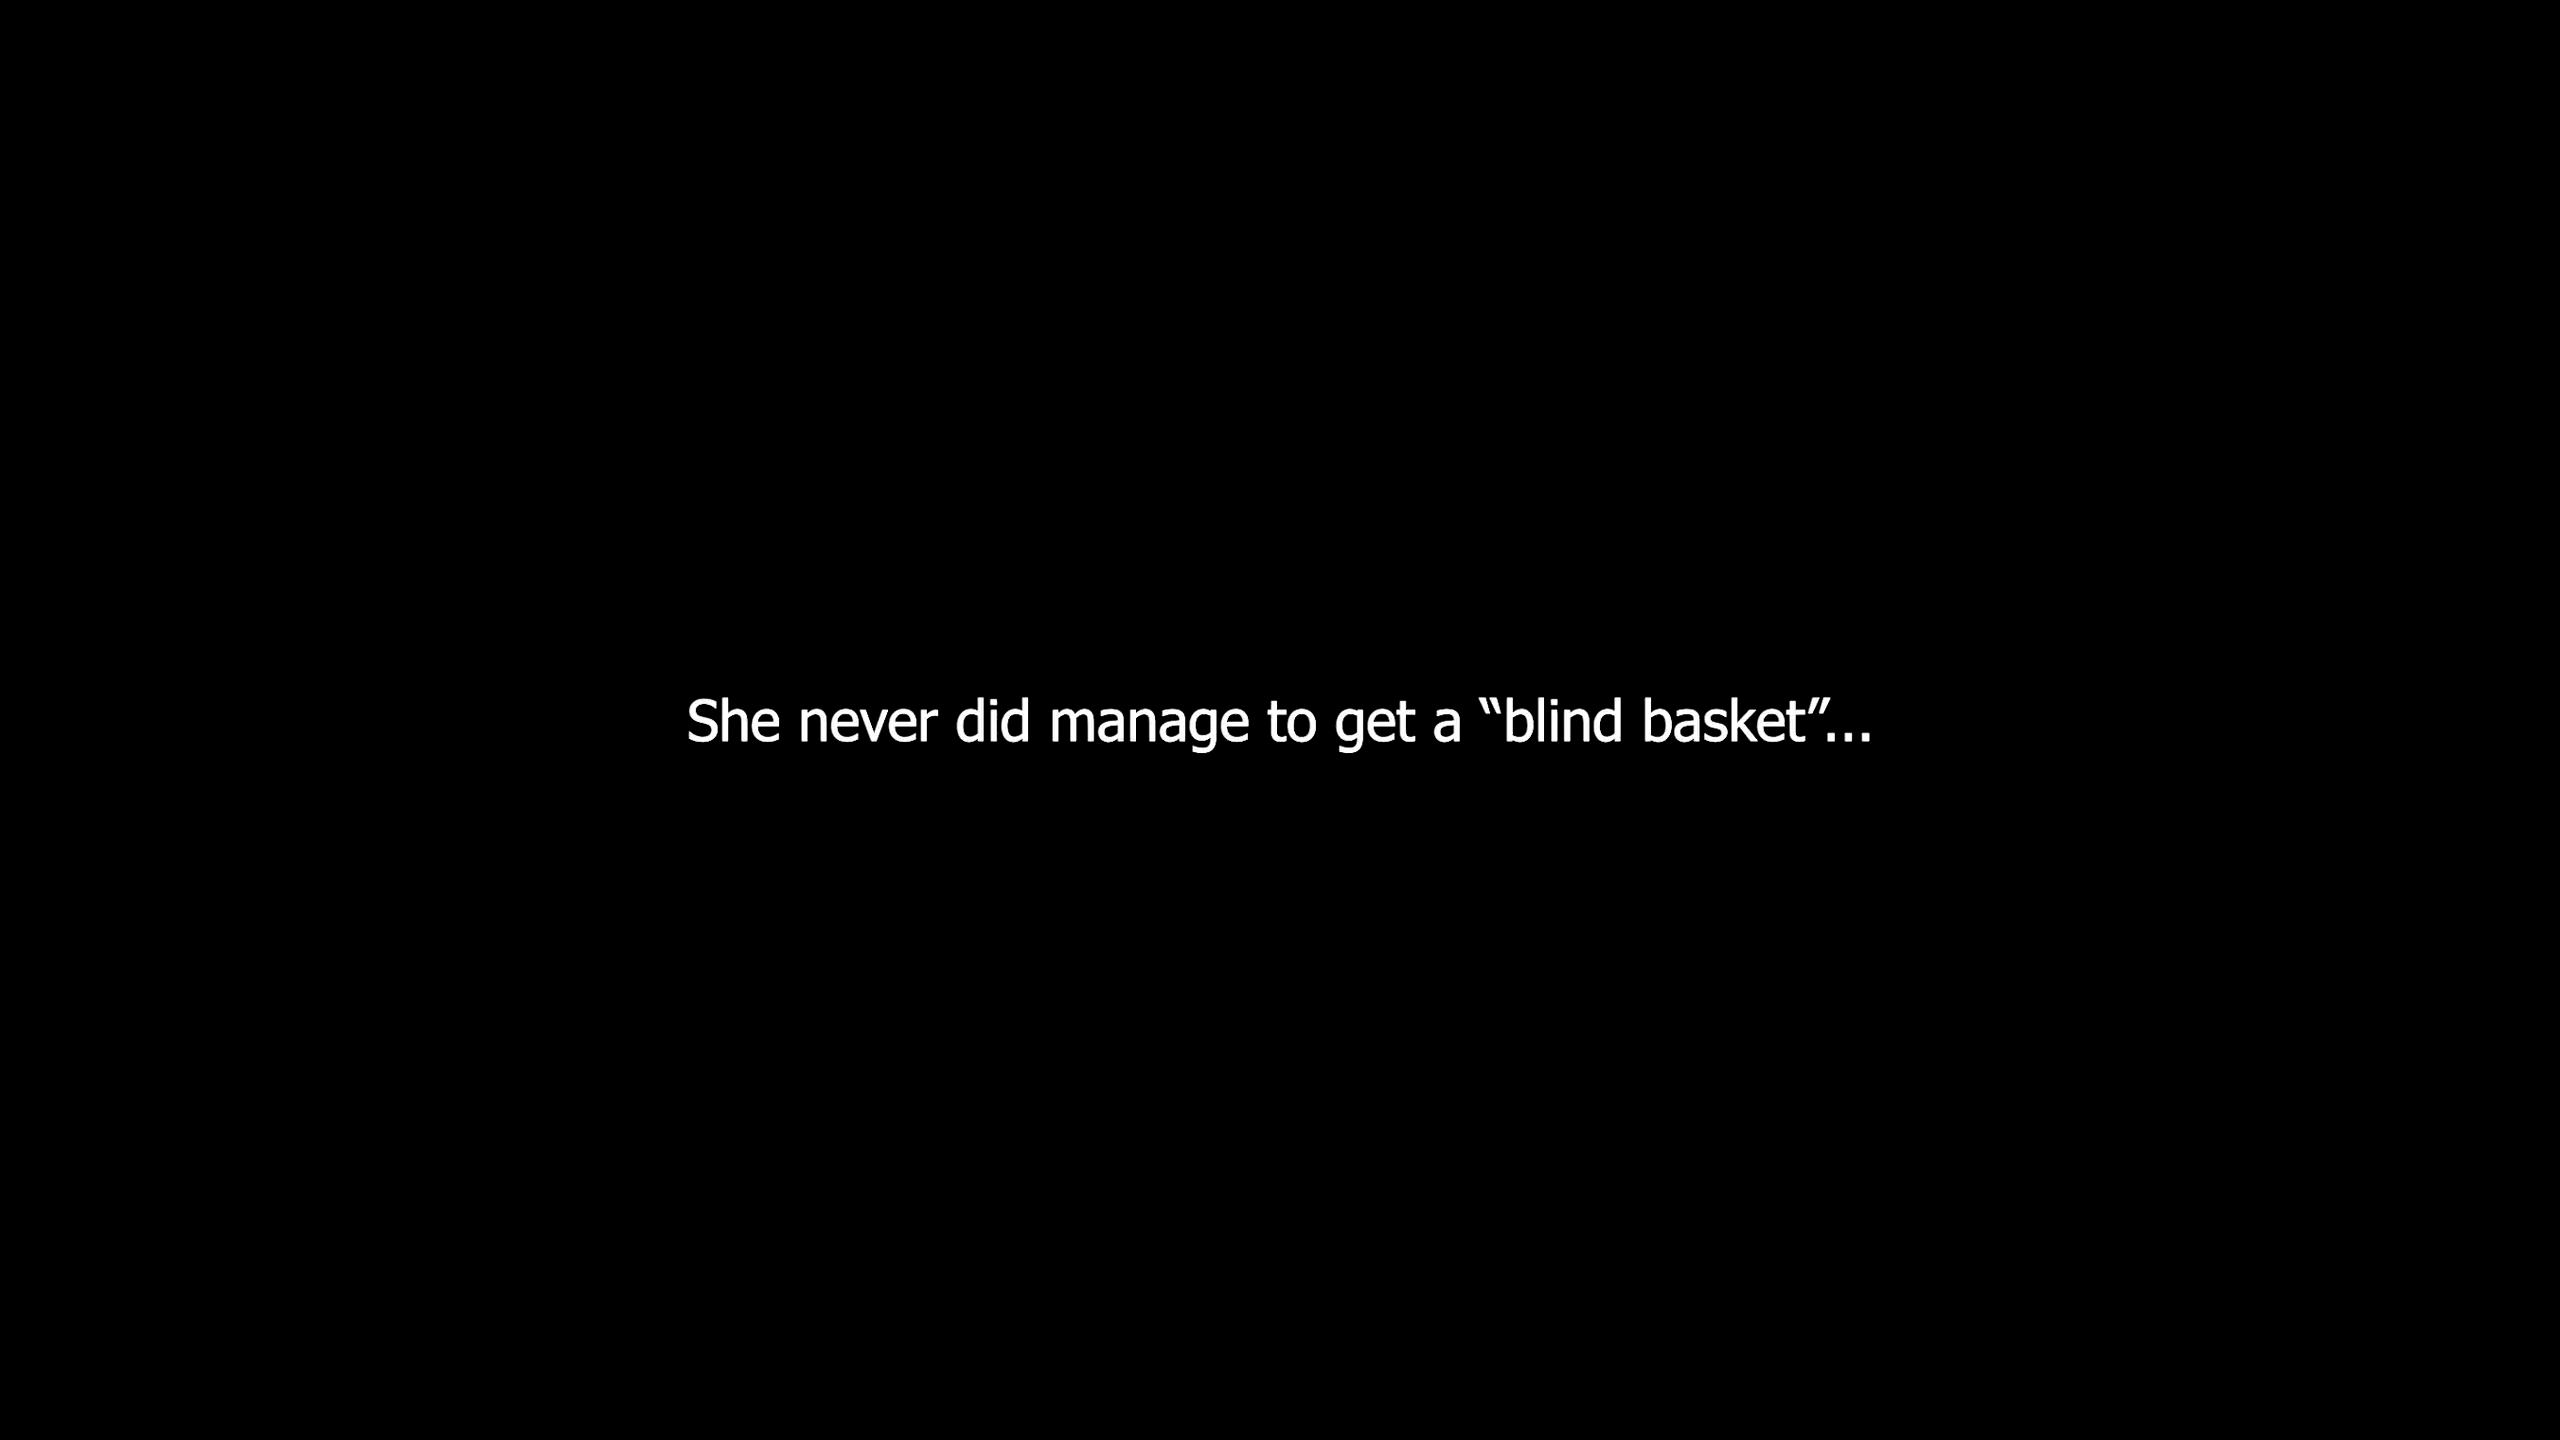 She never did manage to get a “blind basket”...